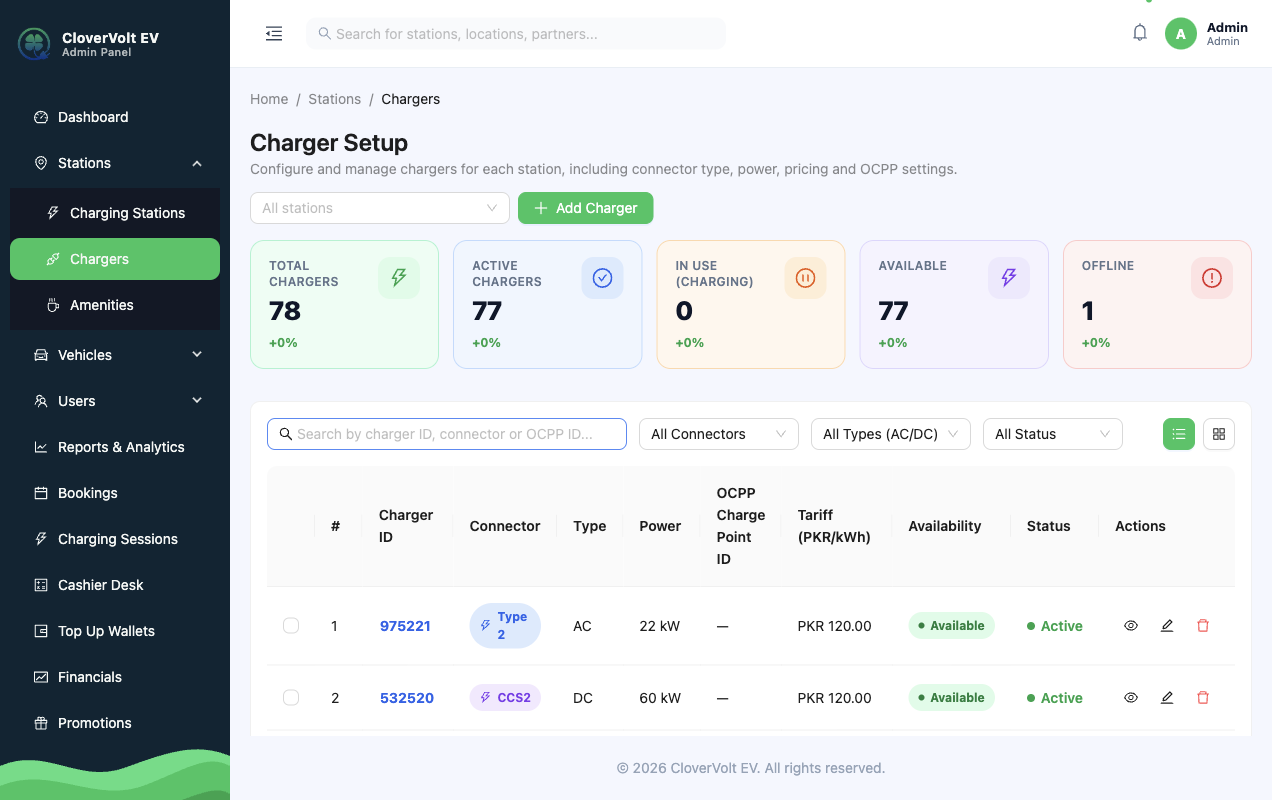 CloverVolt EV
Admin Panel
Dashboard
Stations
Charging Stations
Chargers
Amenities
Vehicles
Users
Reports & Analytics
Bookings
Charging Sessions
Cashier Desk
Top Up Wallets
Financials
Promotions
Search for stations, locations, partners...
A
Admin
Admin
Home / Stations / Chargers
Charger Setup
Configure and manage chargers for each station, including connector type, power, pricing and OCPP settings.
All stations
Add Charger
TOTAL
CHARGERS
78
+0%
ACTIVE
CHARGERS
77
+0%
IN USE
(CHARGING)
0
+0%
AVAILABLE
77
+0%
OFFLINE
1
+0%
Search by charger ID, connector or OCPP ID...
All Connectors
All Types (AC/DC)
All Status
#
Charger
ID
Connector
Type
Power
OCPP
Charge
Point
ID
Tariff
(PKR/kWh)
Availability
Status
Actions
1
975221
Type
2
AC
22 kW
—
PKR 120.00
Available
Active
2
532520
CCS2
DC
60 kW
—
PKR 120.00
Available
Active
© 2026 CloverVolt EV. All rights reserved.